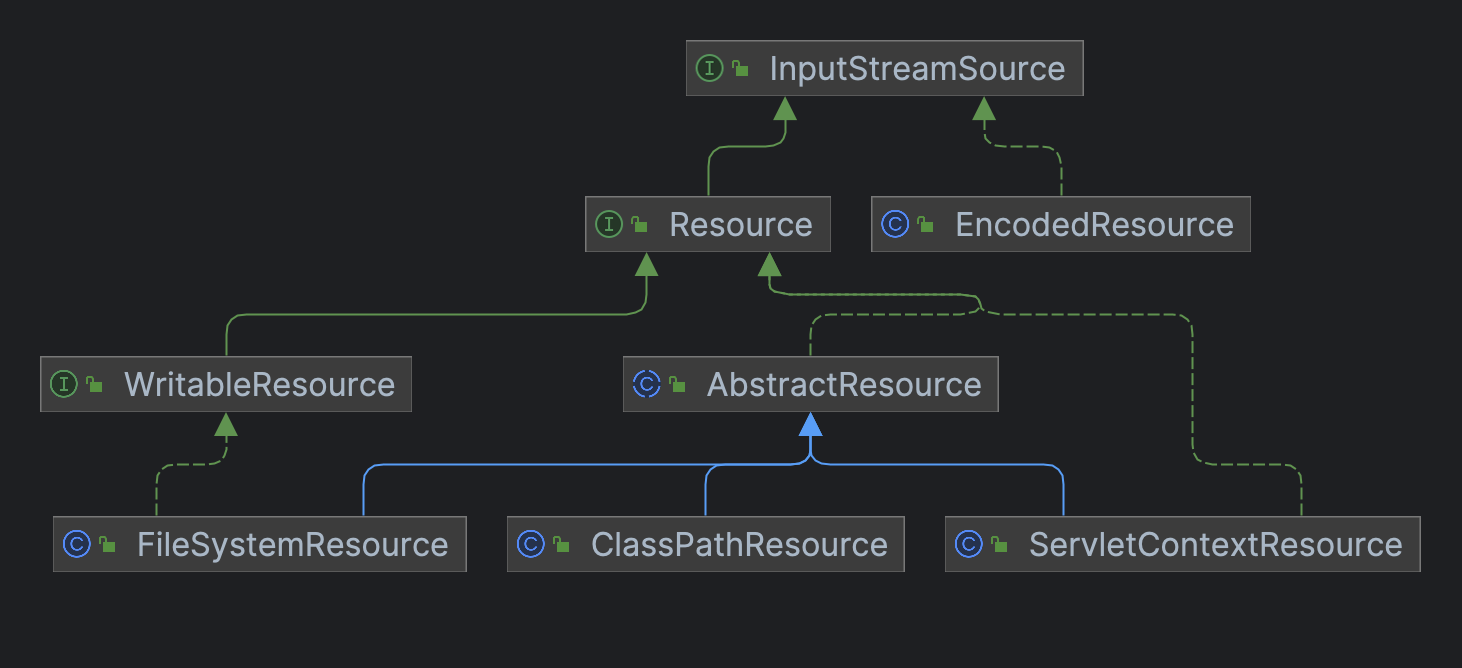 I InputStreamSource
I Resource
C EncodedResource
I WritableResource
C AbstractResource
C FileSystemResource
C ClassPathResource
C ServletContextResource